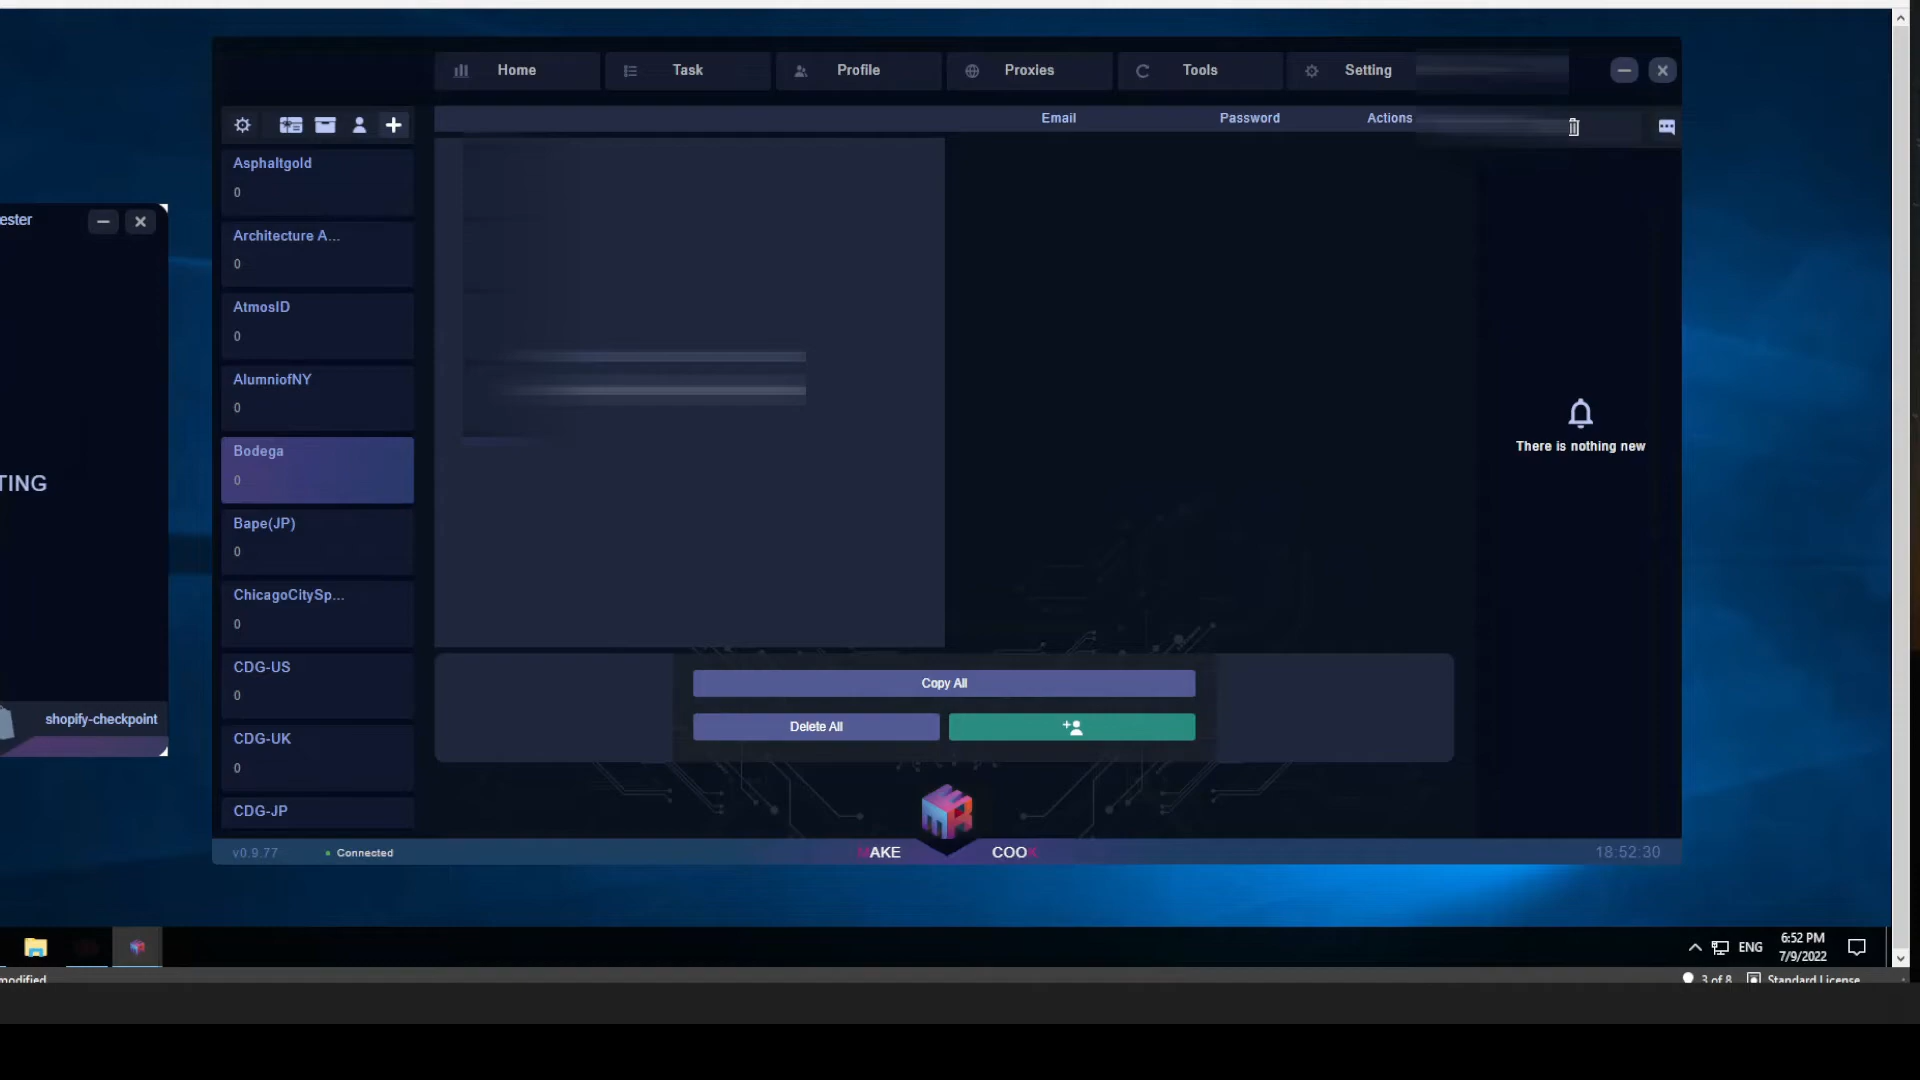 Home
Task
Profile
Proxies
Tools
Setting
Email
Password
Actions
Asphaltgold
0
Architecture A...
0
AtmosID
0
AlumniofNY
0
Bodega
0
Bape(JP)
0
ChicagoCitySp...
0
CDG-US
0
CDG-UK
0
CDG-JP
ester
TING
shopify-checkpoint
There is nothing new
Copy All
Delete All
v0.9.77
Connected
MAKE
COOK
18:52:30
ENG
6:52 PM
7/9/2022
modified
3 of 8
Standard License